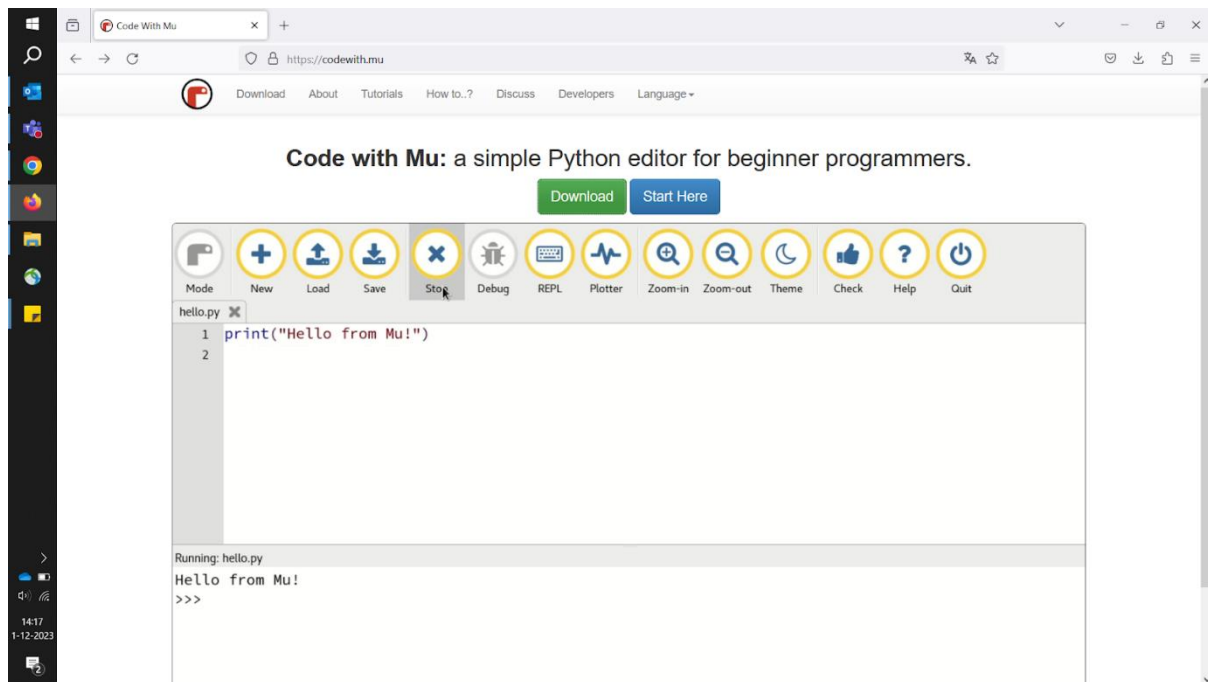 Code With Mu
https://codewith.mu
Download About Tutorials How to..? Discuss Developers Language
Code with Mu: a simple Python editor for beginner programmers.
Download Start Here
Mode New Load Save Stop Debug REPL Plotter Zoom-in Zoom-out Theme Check Help Quit
hello.py
1 print("Hello from Mu!")
2
Running: hello.py
Hello from Mu!
>>>
14:17
1-12-2023
2